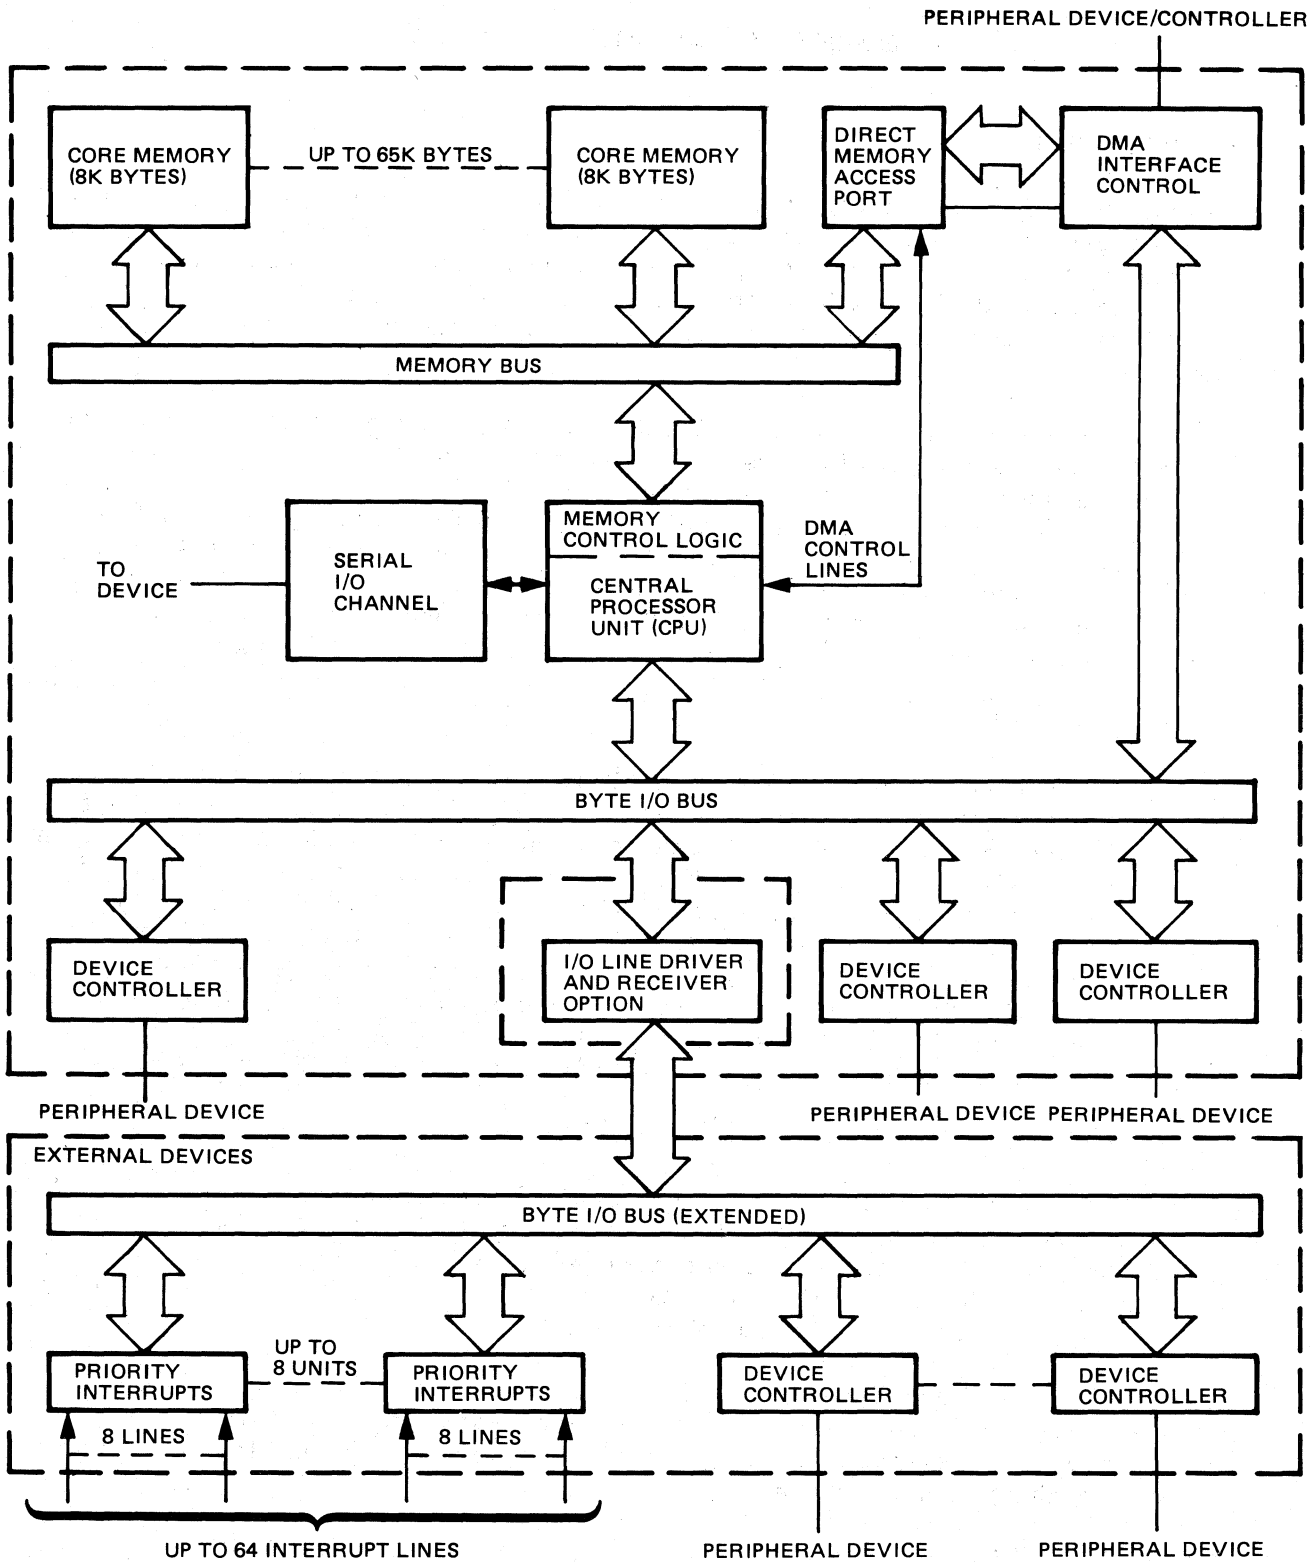 PERIPHERAL DEVICE/CONTROLLER
CORE MEMORY
(8K BYTES)
UP TO 65K BYTES
CORE MEMORY
(8K BYTES)
DIRECT
MEMORY
ACCESS
PORT
DMA
INTERFACE
CONTROL
MEMORY BUS
TO
DEVICE
SERIAL
I/O
CHANNEL
MEMORY
CONTROL LOGIC
CENTRAL
PROCESSOR
UNIT (CPU)
DMA
CONTROL
LINES
BYTE I/O BUS
DEVICE
CONTROLLER
I/O LINE DRIVER
AND RECEIVER
OPTION
DEVICE
CONTROLLER
DEVICE
CONTROLLER
PERIPHERAL DEVICE
PERIPHERAL DEVICE
PERIPHERAL DEVICE
EXTERNAL DEVICES
BYTE I/O BUS (EXTENDED)
PRIORITY
INTERRUPTS
UP TO
8 UNITS
PRIORITY
INTERRUPTS
DEVICE
CONTROLLER
DEVICE
CONTROLLER
8 LINES
8 LINES
UP TO 64 INTERRUPT LINES
PERIPHERAL DEVICE
PERIPHERAL DEVICE